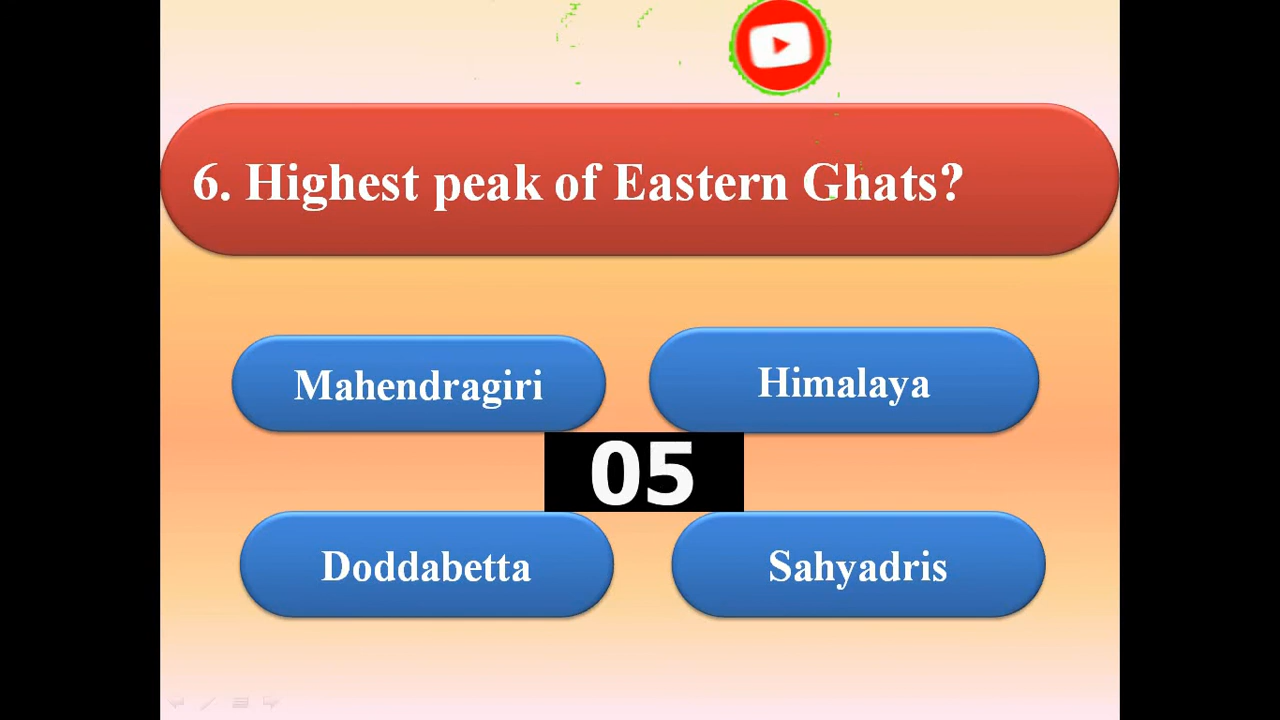 6. Highest peak of Eastern Ghats?
Mahendragiri
Himalaya
05
Doddabetta
Sahyadris